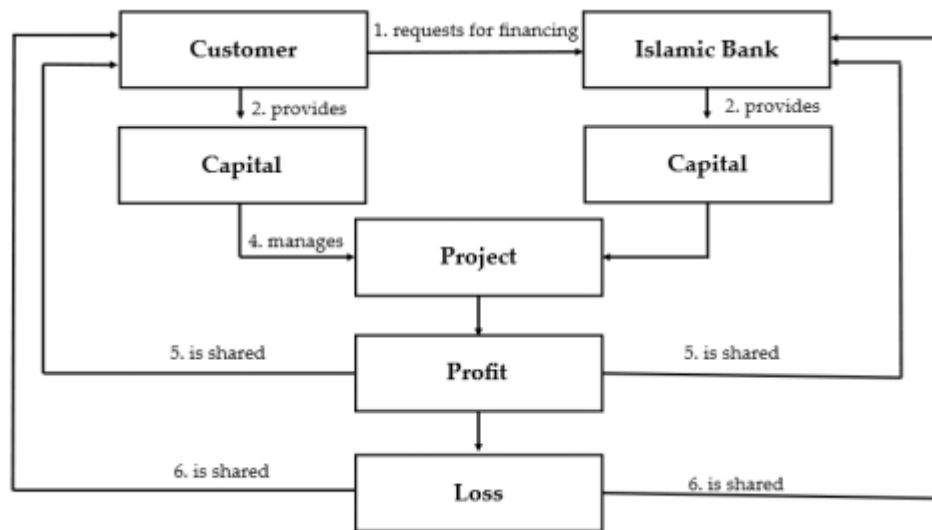 1. requests for financing
Customer
Islamic Bank
2. provides
2. provides
Capital
Capital
4. manages
Project
5. is shared
5. is shared
Profit
6. is shared
6. is shared
Loss